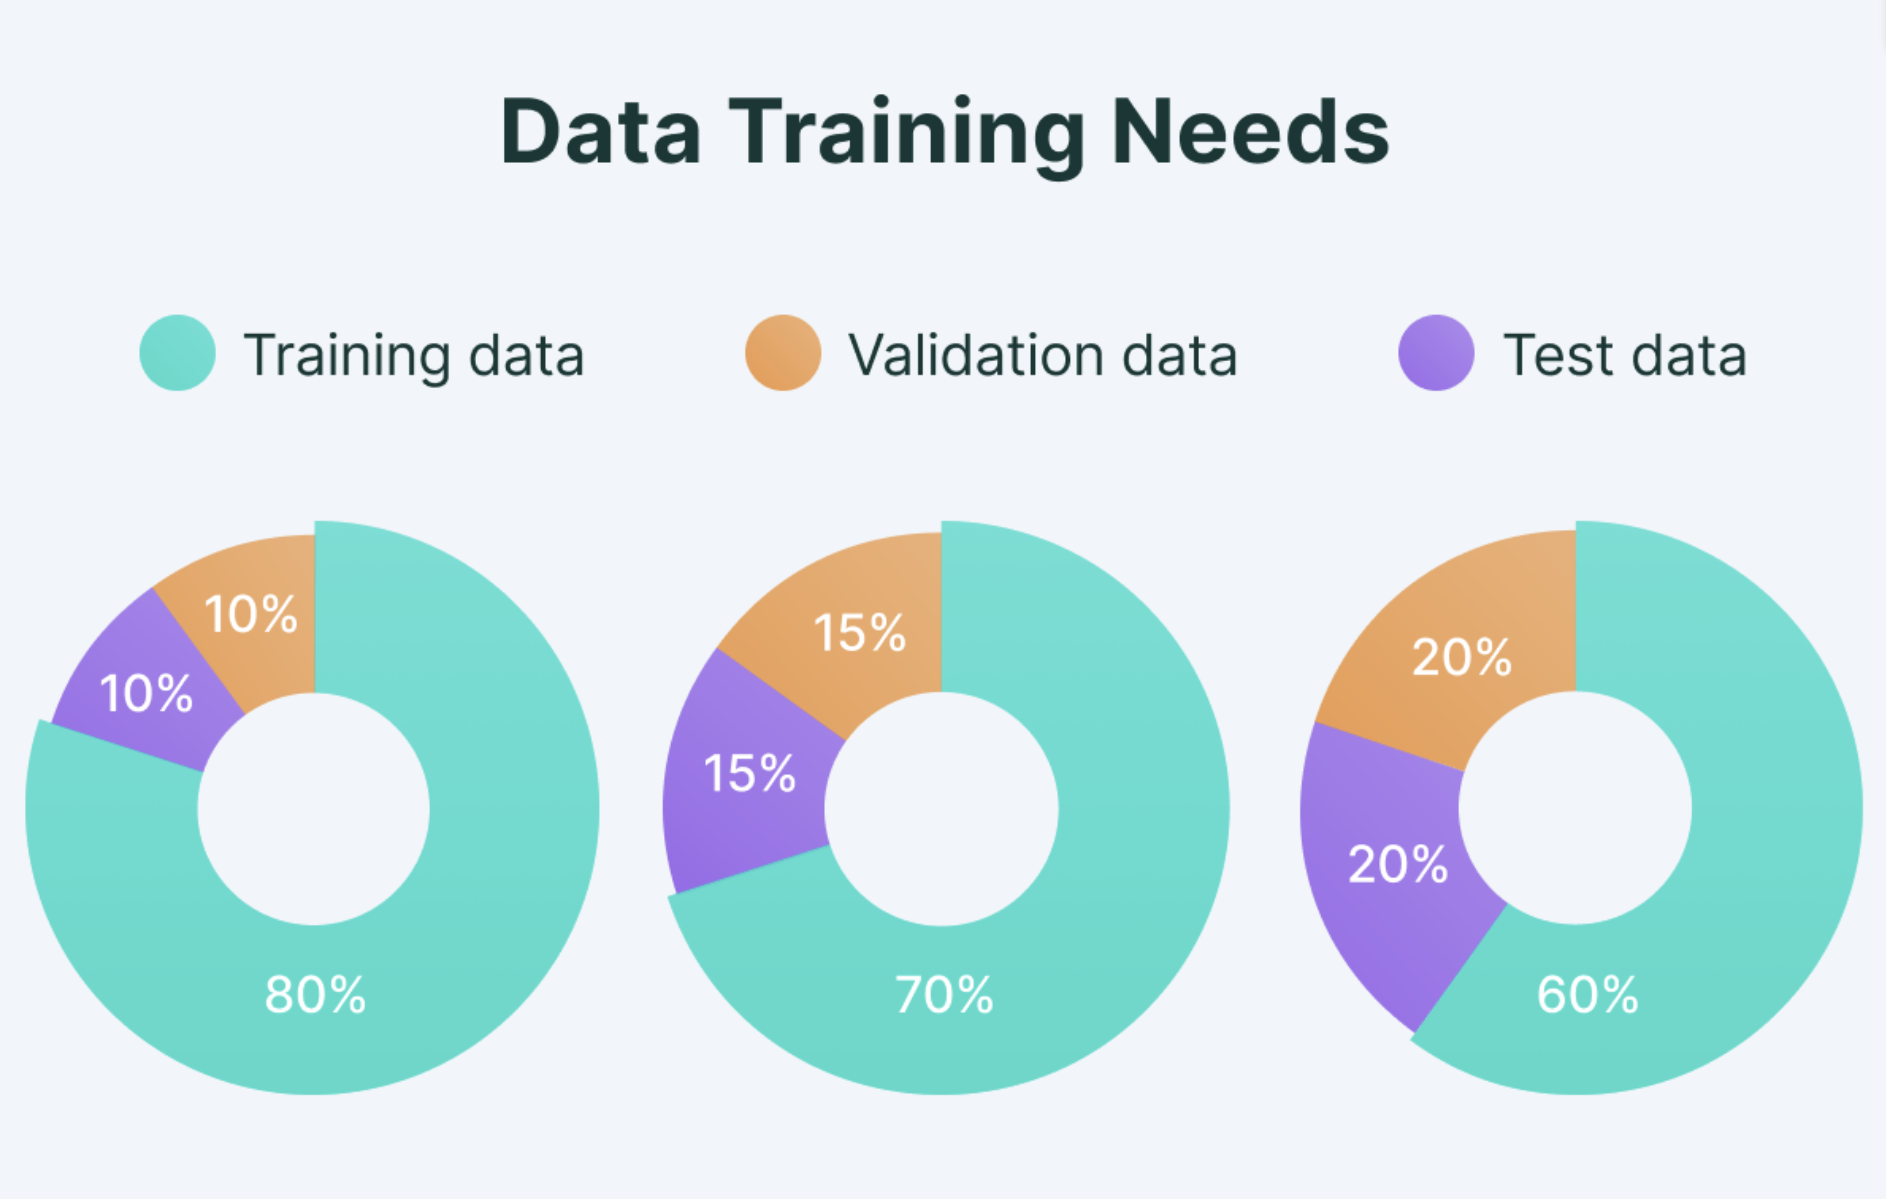 Data Training Needs
Training data
Validation data
Test data
10%
10%
80%
15%
15%
70%
20%
20%
60%